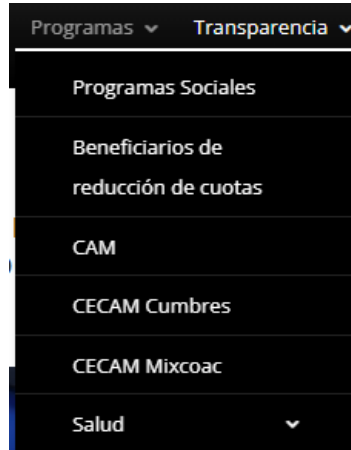 Programas Transparencia
Programas Sociales
Beneficiarios de
reducción de cuotas
CAM
CECAM Cumbres
CECAM Mixcoac
Salud